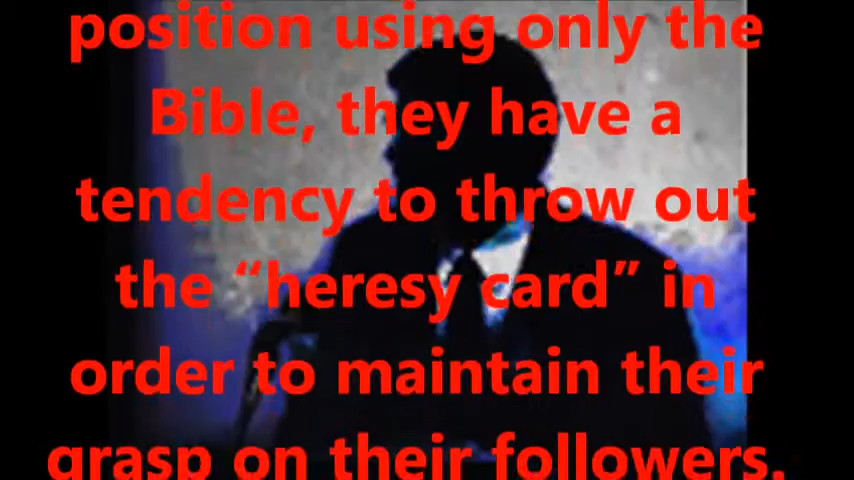 position using only the
Bible, they have a
tendency to throw out
the “heresy card” in
order to maintain their
grasp on their followers.